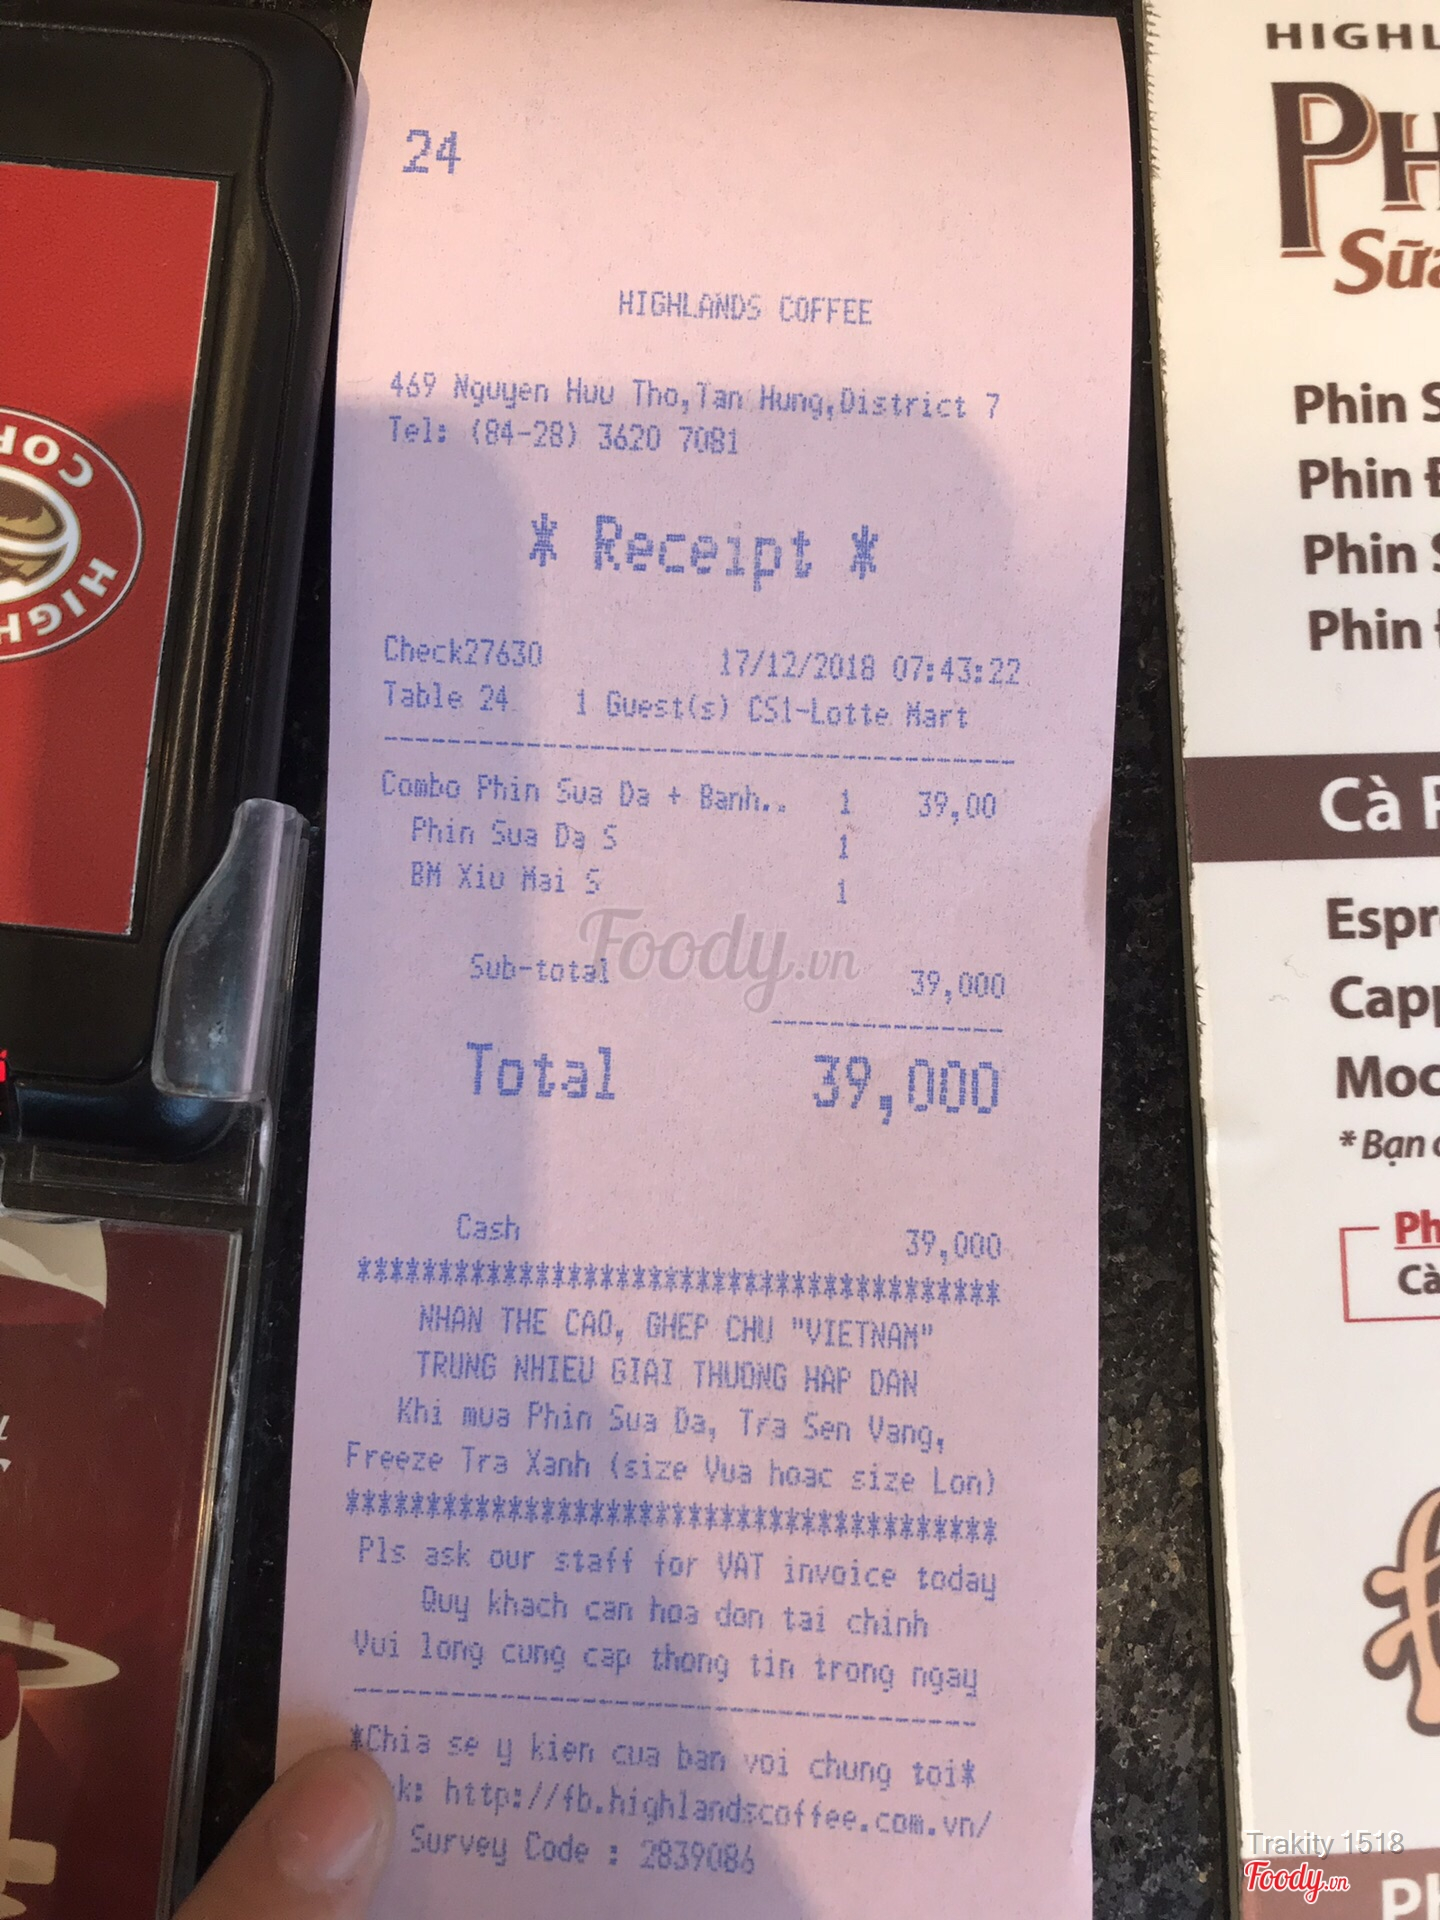 24
HIGHLANDS COFFEE
469 Nguyen Huu Tho,Tan Hung,District 7
Tel: (84-28) 3620 7081
* Receipt *
Check27630 17/12/2018 07:43:22
Table 24 1 Guest(s) CS1-Lotte Mart
Combo Phin Sua Da + Banh.. 1 39,00
Phin Sua Da S 1
BM Xiu Mai S 1
Foody.vn
Sub-total 39,000
Total 39,000
Cash 39,000
****************************************
NHAN THE CAO, GHEP CHU "VIETNAM"
TRUNG NHIEU GIAI THUONG HAP DAN
Khi mua Phin Sua Da, Tra Sen Vang,
Freeze Tra Xanh (size Vua hoac size Lon)
****************************************
Pls ask our staff for VAT invoice today
Quy khach can hoa don tai chinh
Vui long cung cap thong tin trong ngay
*Chia se y kien cua ban voi chung toi*
k: http://fb.highlandscoffee.com.vn/
Survey Code : 2839086
HIGHL
PH
Sữa
Phin S
Phin Đ
Phin S
Phin Đ
Cà P
Espr
Capp
Moc
* Bạn c
Ph
Cà
Ph
Trakity 1518
Foody.vn
COF
HIGH